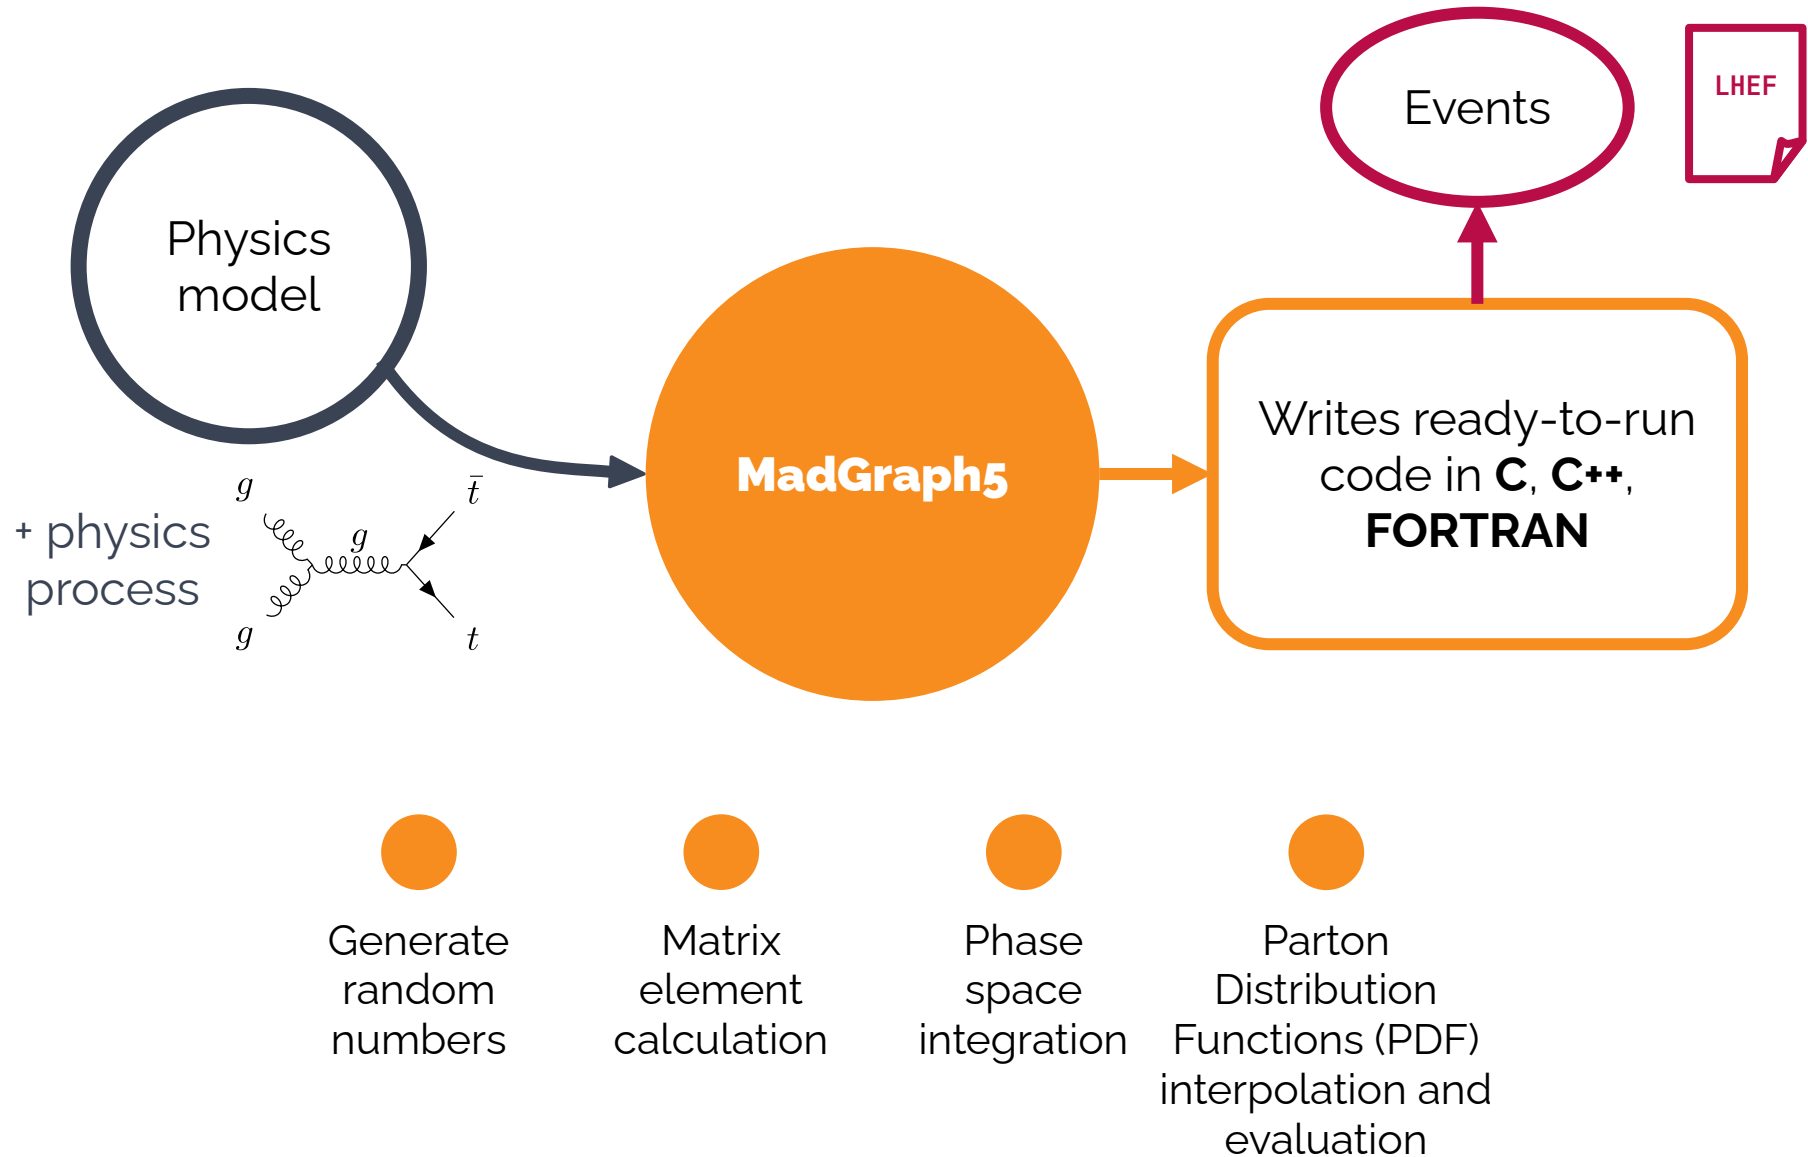 Physics
model
+ physics
process
g
g
g
t̅
t
MadGraph5
Writes ready-to-run
code in C, C++,
FORTRAN
Events
LHEF
Generate
random
numbers
Matrix
element
calculation
Phase
space
integration
Parton
Distribution
Functions (PDF)
interpolation and
evaluation